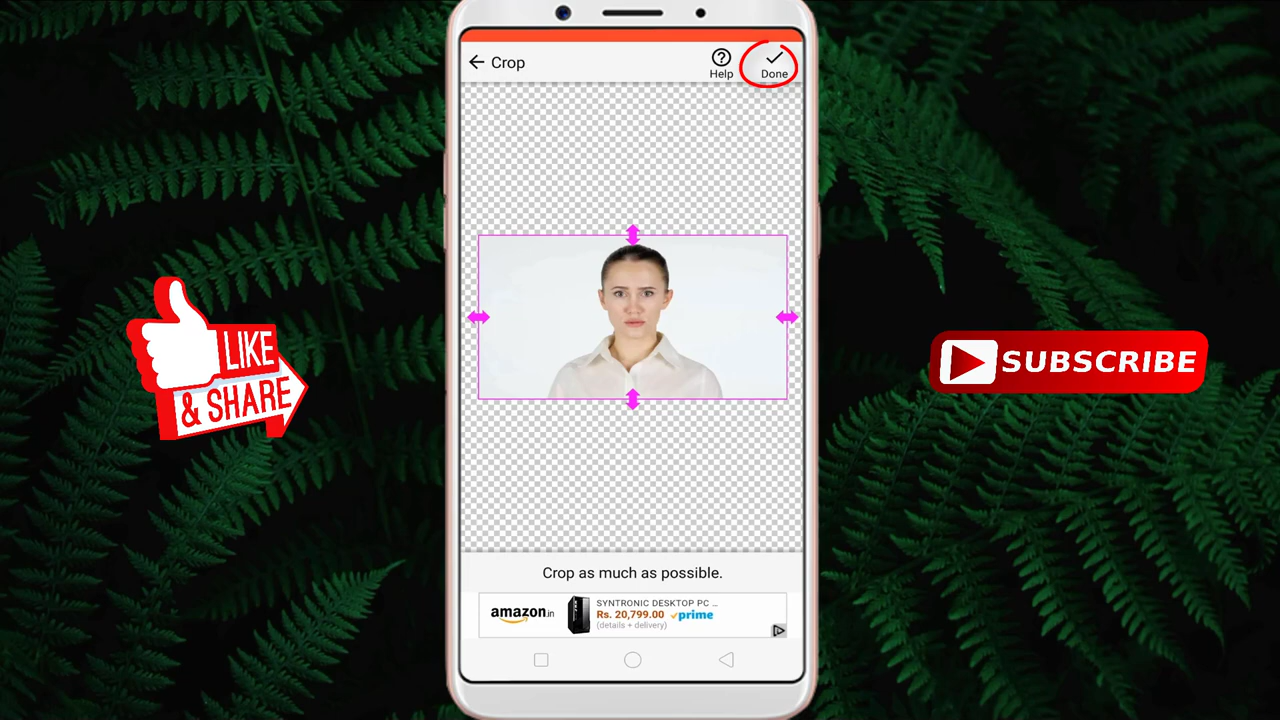 Crop
Help
Done
LIKE
& SHARE
SUBSCRIBE
Crop as much as possible.
amazon.in
SYNTRONIC DESKTOP PC ...
Rs. 20,799.00 prime
(details + delivery)